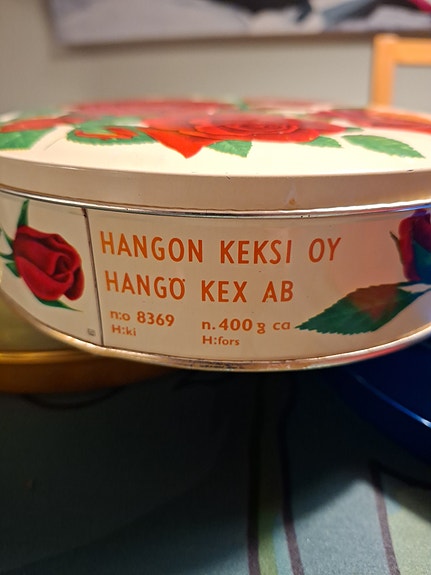 HANGON KEKSI OY
HANGÖ KEX AB
n:o 8369 n. 400 g ca
H:ki H:fors